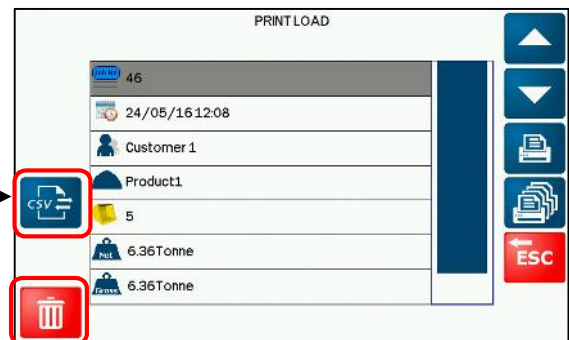 PRINT LOAD
Job No 46
24/05/16 12:08
Customer 1
Product1
5
CSV
Net 6.36Tonne
ESC
Gross 6.36Tonne